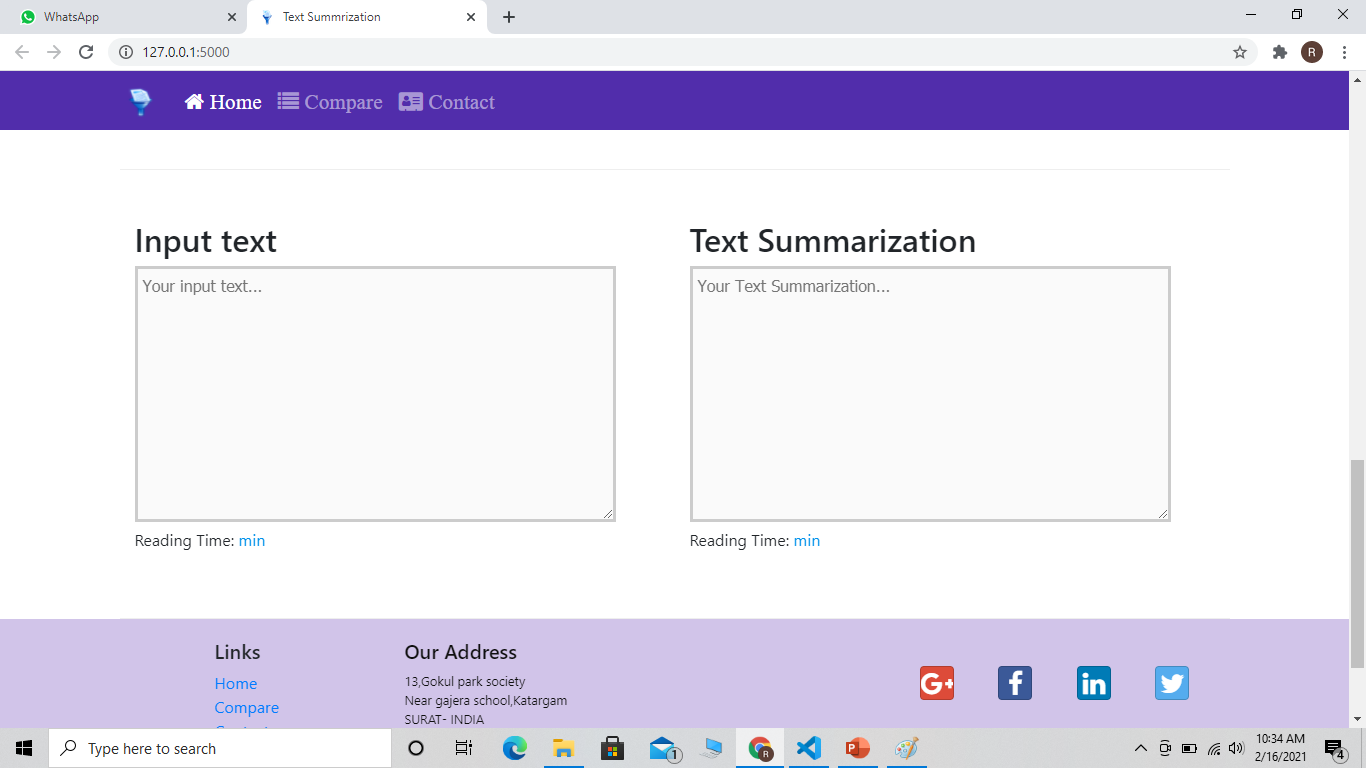 WhatsApp
Text Summrization
127.0.0.1:5000
R
Home
Compare
Contact
Input text
Text Summarization
Your input text...
Your Text Summarization...
Reading Time: min
Reading Time: min
Links
Our Address
Home
13,Gokul park society
Near gajera school,Katargam
Compare
SURAT- INDIA
G+
f
in
Type here to search
1
R
10:34 AM
2/16/2021
4